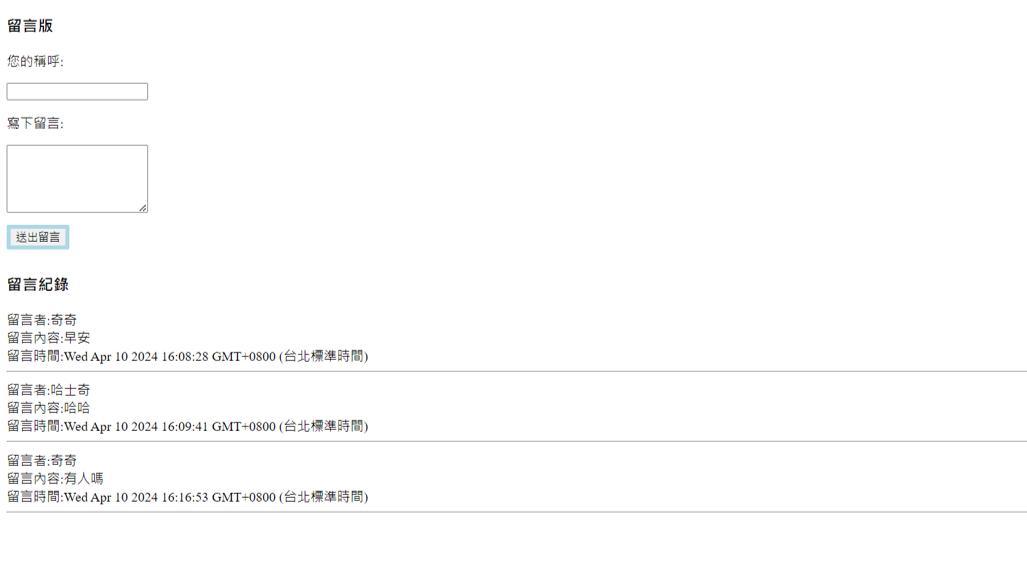 留言版
您的稱呼:
寫下留言:
送出留言
留言紀錄
留言者:奇奇
留言內容:早安
留言時間:Wed Apr 10 2024 16:08:28 GMT+0800 (台北標準時間)
留言者:哈士奇
留言內容:哈哈
留言時間:Wed Apr 10 2024 16:09:41 GMT+0800 (台北標準時間)
留言者:奇奇
留言內容:有人嗎
留言時間:Wed Apr 10 2024 16:16:53 GMT+0800 (台北標準時間)